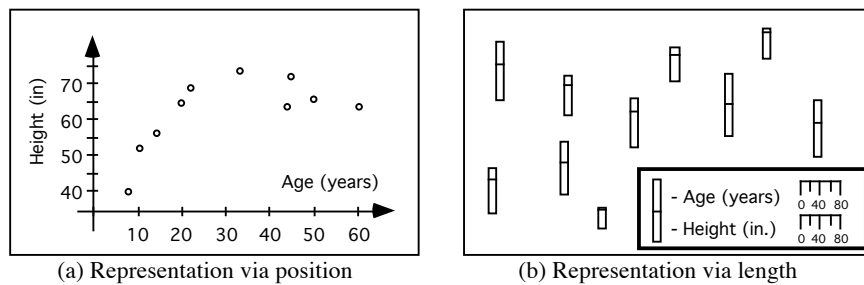 Height (in)
70
60
50
40
Age (years)
10 20 30 40 50 60
- Age (years)
0 40 80
- Height (in.)
0 40 80
(a) Representation via position
(b) Representation via length